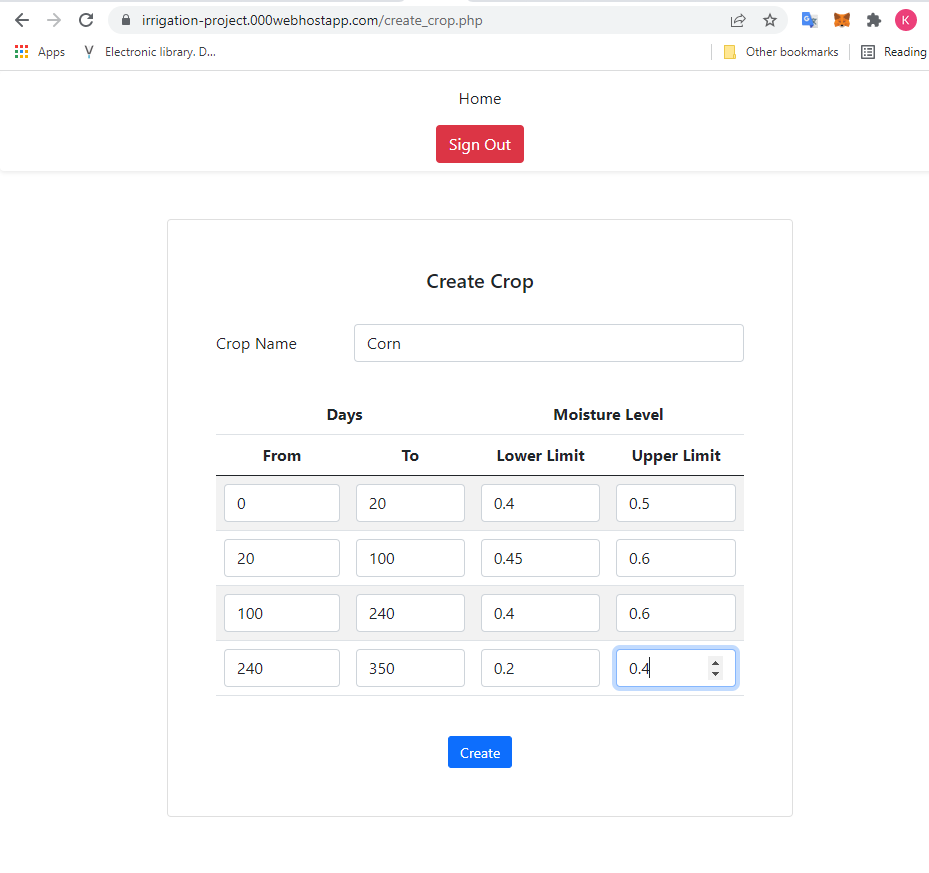 irrigation-project.000webhostapp.com/create_crop.php
K
Apps Electronic library. D... Other bookmarks Reading
Home
Sign Out
Create Crop
Crop Name Corn
Days Moisture Level
From To Lower Limit Upper Limit
0 20 0.4 0.5
20 100 0.45 0.6
100 240 0.4 0.6
240 350 0.2 0.4
Create